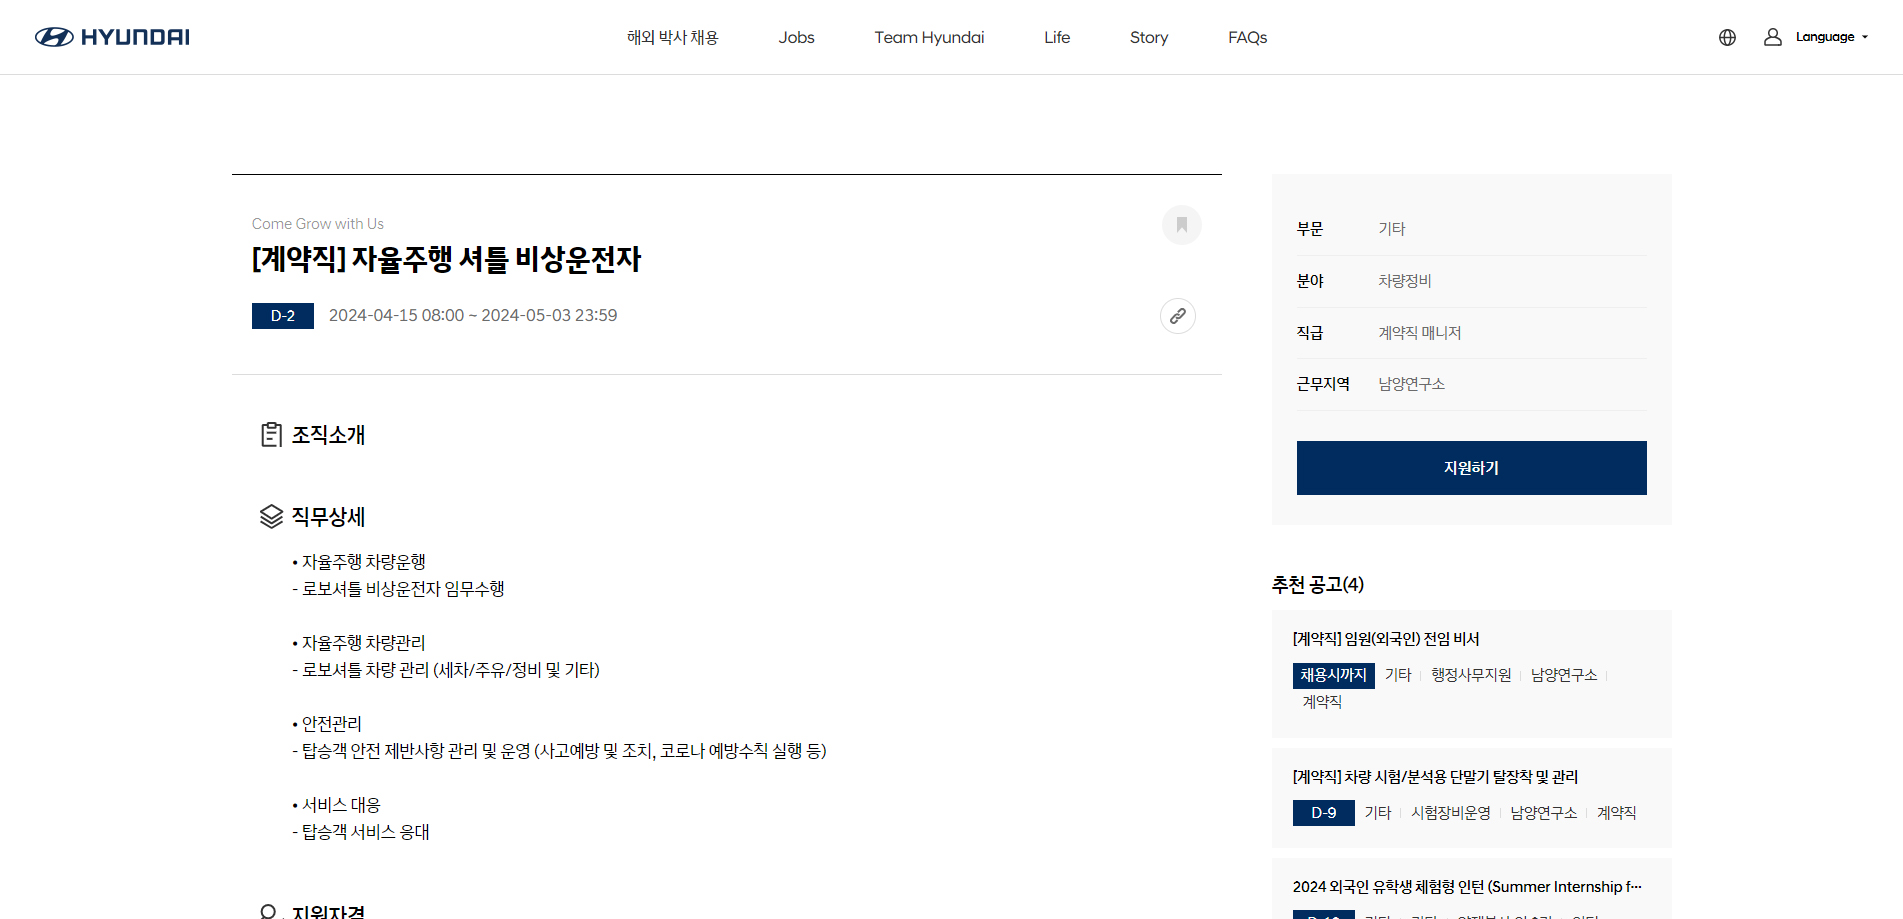 HYUNDAI
해외 박사 채용
Jobs
Team Hyundai
Life
Story
FAQs
Language
Come Grow with Us
[계약직] 자율주행 셔틀 비상운전자
D-2 2024-04-15 08:00 ~ 2024-05-03 23:59
조직소개
직무상세
• 자율주행 차량운행
- 로보셔틀 비상운전자 임무수행
• 자율주행 차량관리
- 로보셔틀 차량 관리 (세차/주유/정비 및 기타)
• 안전관리
- 탑승객 안전 제반사항 관리 및 운영 (사고예방 및 조치, 코로나 예방수칙 실행 등)
• 서비스 대응
- 탑승객 서비스 응대
지원자격
부문 기타
분야 차량정비
직급 계약직 매니저
근무지역 남양연구소
지원하기
추천 공고(4)
[계약직] 임원(외국인) 전임 비서
채용시까지 기타 행정사무지원 남양연구소
계약직
[계약직] 차량 시험/분석용 단말기 탈장착 및 관리
D-9 기타 시험장비운영 남양연구소 계약직
2024 외국인 유학생 체험형 인턴 (Summer Internship f···